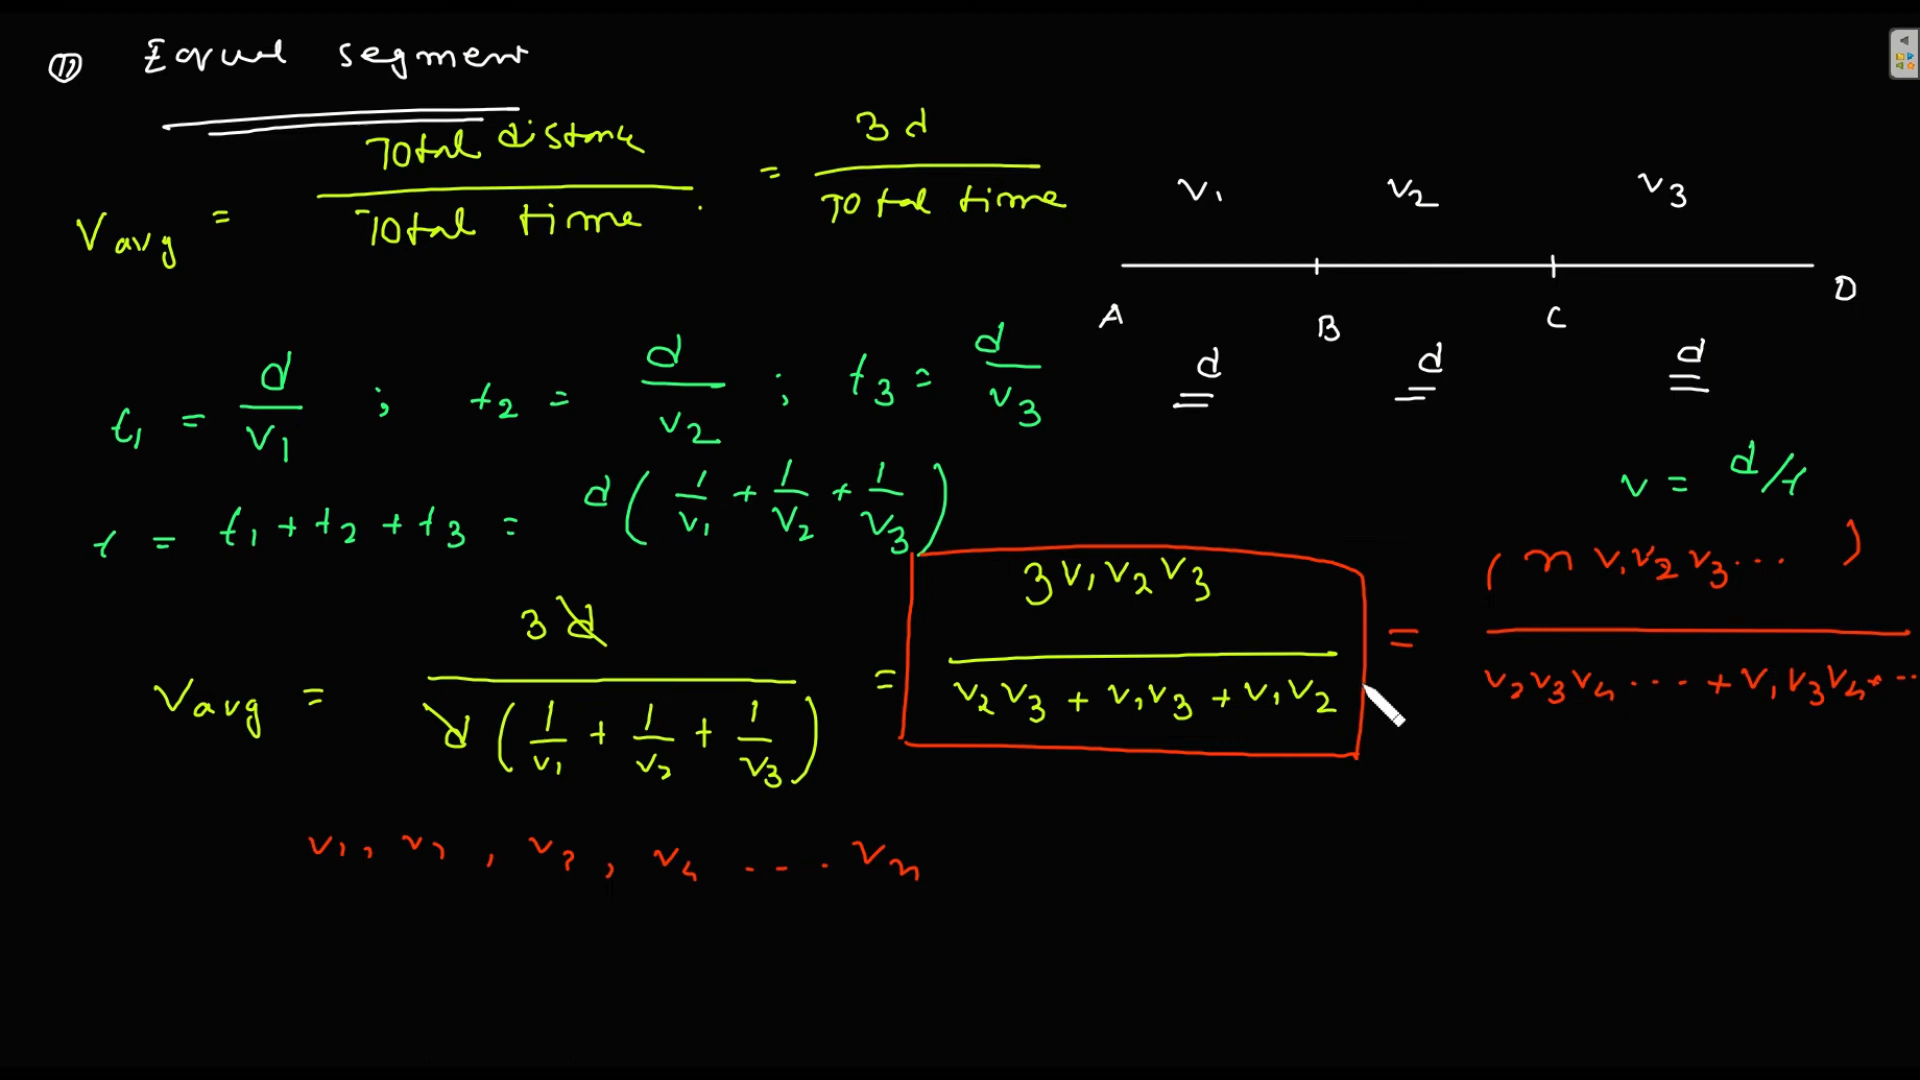 (ii) Equal segment
V avg = Total distance / Total time = 3d / Total time
v1 v2 v3
A B C D
d d d
t1 = d/v1 ; t2 = d/v2 ; t3 = d/v3
v = d/t
t = t1 + t2 + t3 = d(1/v1 + 1/v2 + 1/v3)
Vavg = 3d / d(1/v1 + 1/v2 + 1/v3) = 3v1v2v3 / v2v3 + v1v3 + v1v2 = (n v1v2v3...) / v2v3v4 .... + v1v3v4...
v1, v2, v3, v4 .... vn